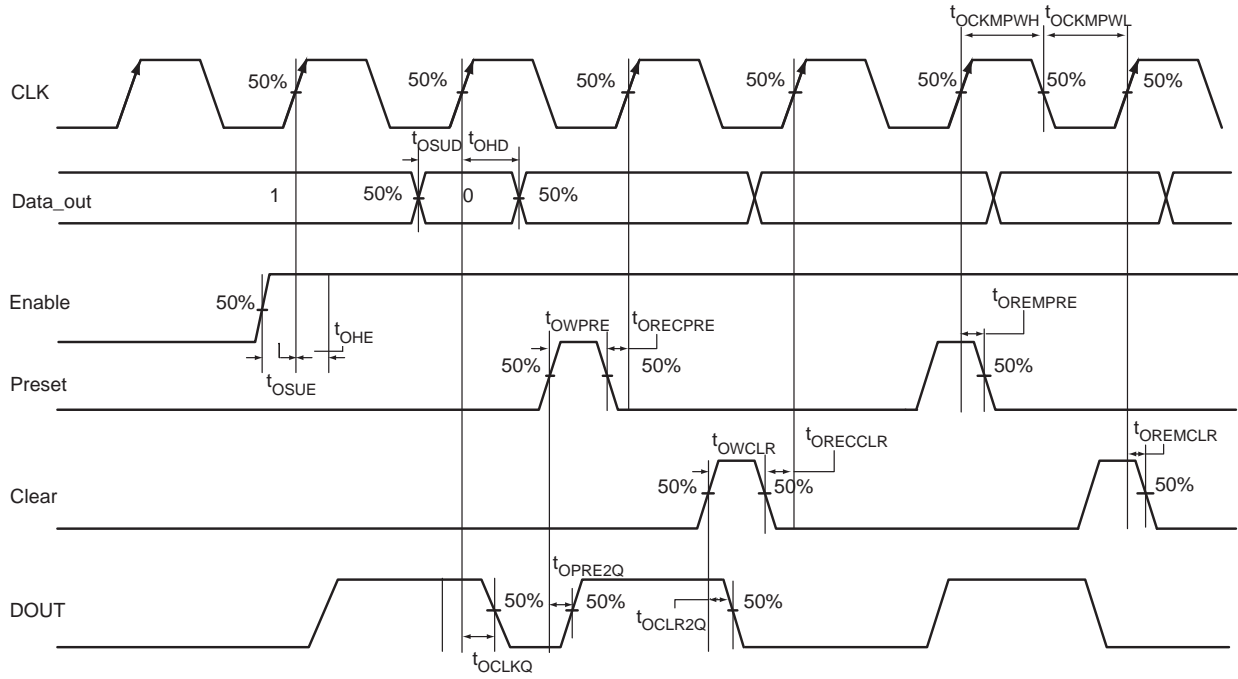 tOCKMPWH tOCKMPWL
CLK
50% 50% 50% 50% 50% 50% 50%
tOSUD tOHD
Data_out
1 50% 0 50%
Enable
50%
tOHE
tOSUE
tOWPRE tORECPRE tOREMPRE
Preset
50% 50% 50%
tOWCLR tORECCLR tOREMCLR
Clear
50% 50% 50%
tOPRE2Q
DOUT
50% 50% 50%
tOCLR2Q
tOCLKQ